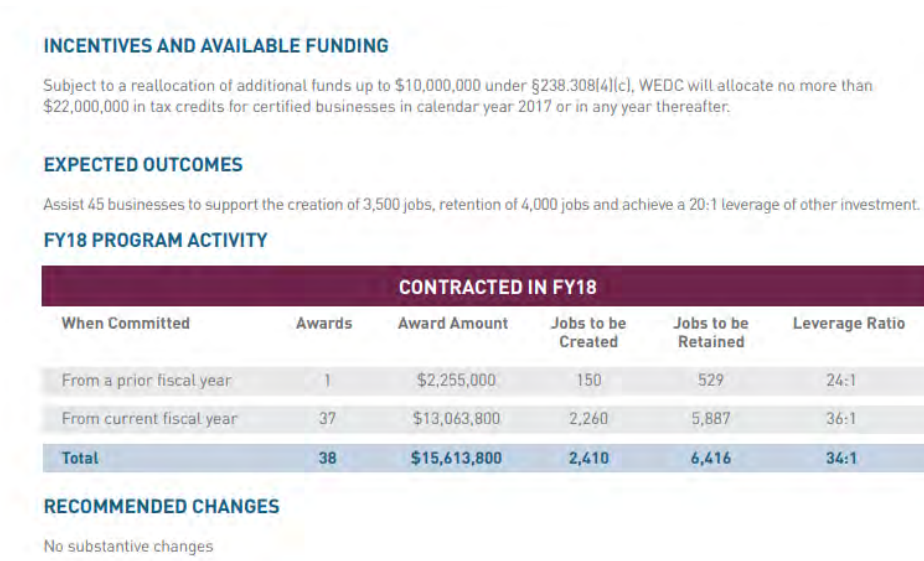 INCENTIVES AND AVAILABLE FUNDING
Subject to a reallocation of additional funds up to $10,000,000 under §238.308(4)(c), WEDC will allocate no more than
$22,000,000 in tax credits for certified businesses in calendar year 2017 or in any year thereafter.
EXPECTED OUTCOMES
Assist 45 businesses to support the creation of 3,500 jobs, retention of 4,000 jobs and achieve a 20:1 leverage of other investment.
FY18 PROGRAM ACTIVITY
CONTRACTED IN FY18
When Committed Awards Award Amount Jobs to be Created Jobs to be Retained Leverage Ratio
From a prior fiscal year 1 $2,255,000 150 529 24:1
From current fiscal year 37 $13,063,800 2,260 5,887 36:1
Total 38 $15,613,800 2,410 6,416 34:1
RECOMMENDED CHANGES
No substantive changes